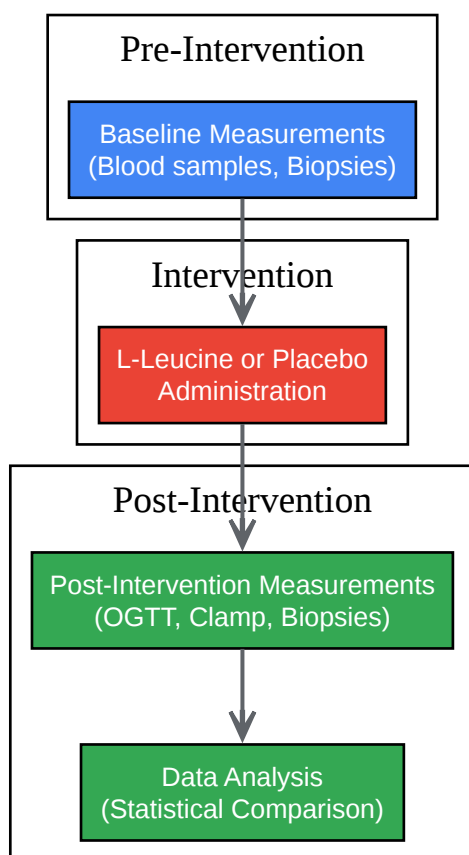 Pre-Intervention
Baseline Measurements
(Blood samples, Biopsies)
Intervention
L-Leucine or Placebo
Administration
Post-Intervention
Post-Intervention Measurements
(OGTT, Clamp, Biopsies)
Data Analysis
(Statistical Comparison)